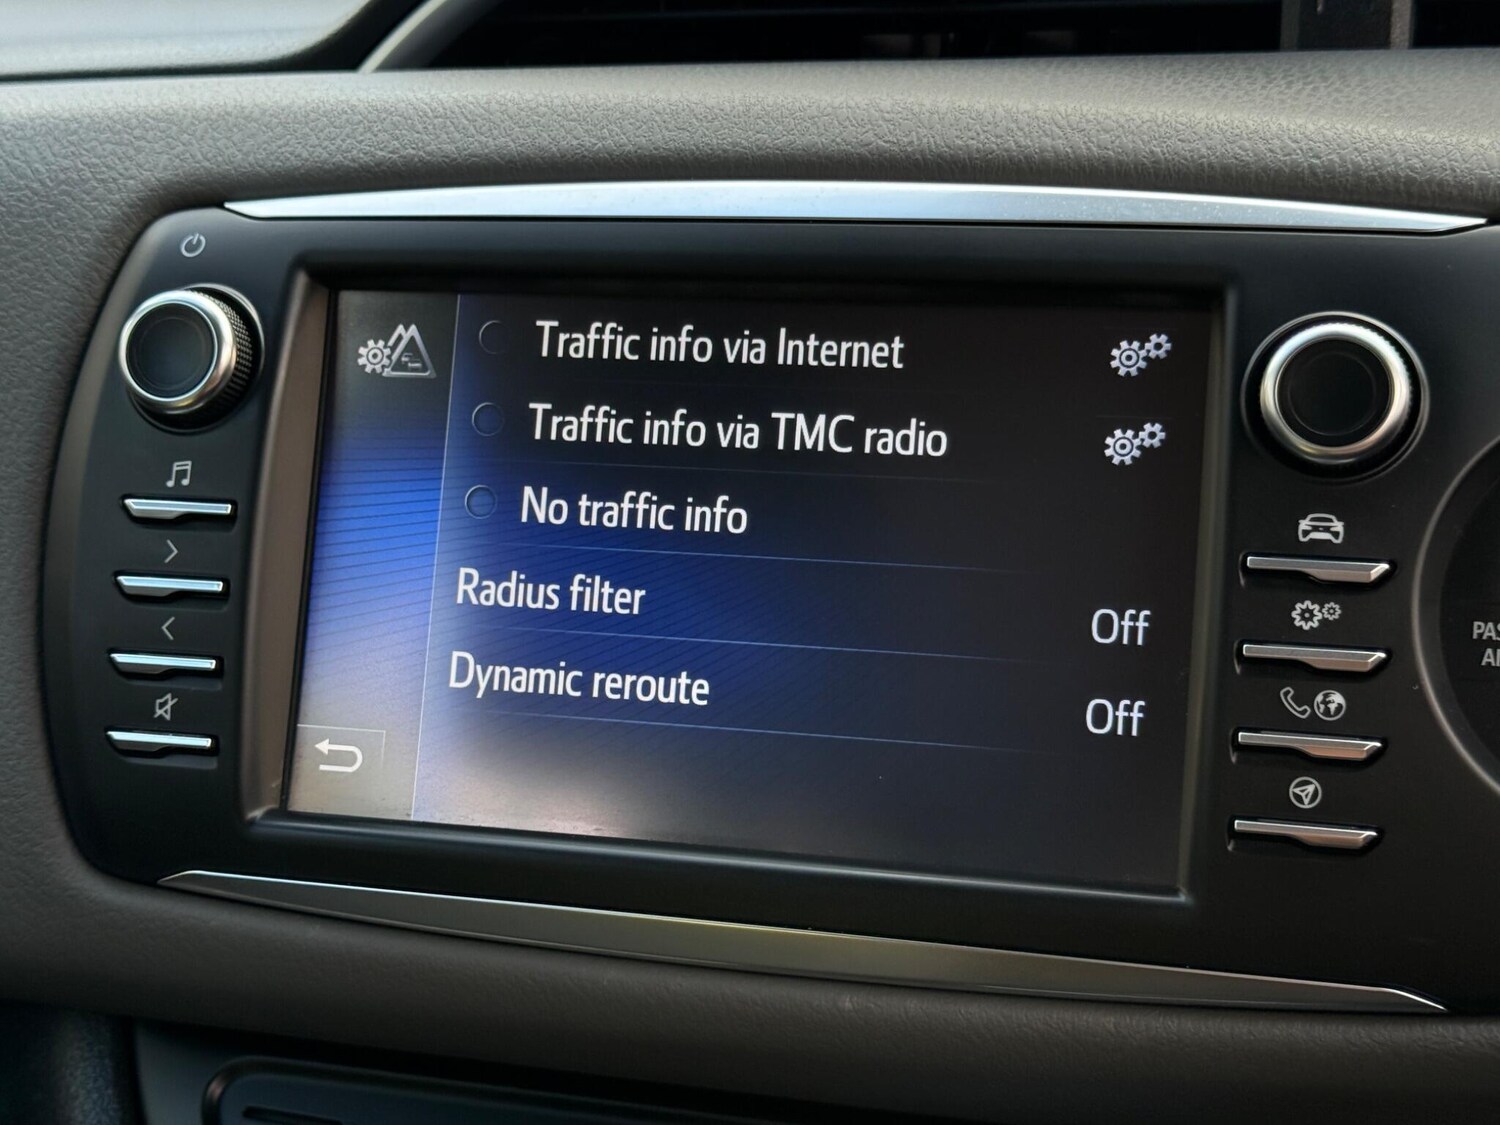 Traffic info via Internet
Traffic info via TMC radio
No traffic info
Radius filter
Off
Dynamic reroute
Off